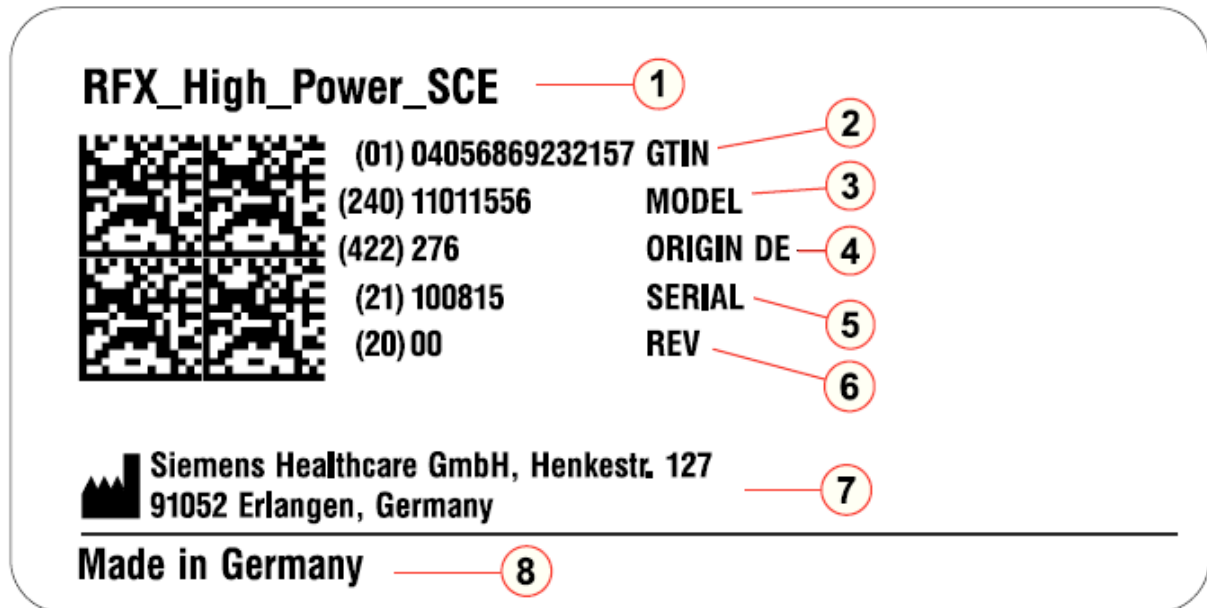 RFX_High_Power_SCE 1
(01) 04056869232157 GTIN 2
(240) 11011556 MODEL 3
(422) 276 ORIGIN DE 4
(21) 100815 SERIAL 5
(20) 00 REV 6
Siemens Healthcare GmbH, Henkestr. 127
91052 Erlangen, Germany 7
Made in Germany 8